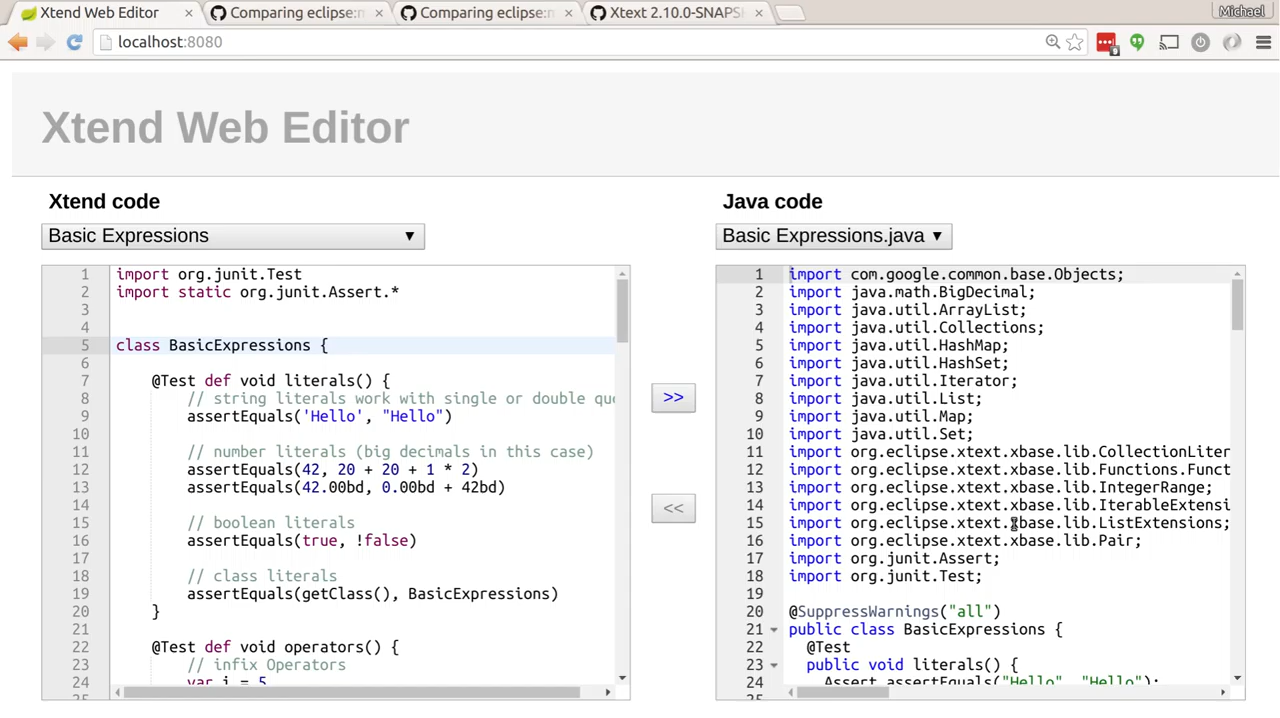 Xtend Web Editor
Comparing eclipse:m
Comparing eclipse:m
Xtext 2.10.0-SNAPS
Michael
localhost:8080
Xtend Web Editor
Xtend code
Basic Expressions
1 import org.junit.Test
2 import static org.junit.Assert.*
3
4
5 class BasicExpressions {
6
7 @Test def void literals() {
8 // string literals work with single or double quo
9 assertEquals('Hello', "Hello")
10
11 // number literals (big decimals in this case)
12 assertEquals(42, 20 + 20 + 1 * 2)
13 assertEquals(42.00bd, 0.00bd + 42bd)
14
15 // boolean literals
16 assertEquals(true, !false)
17
18 // class literals
19 assertEquals(getClass(), BasicExpressions)
20 }
21
22 @Test def void operators() {
23 // infix Operators
24 var i = 5
25
>>
<<
Java code
Basic Expressions.java
1 import com.google.common.base.Objects;
2 import java.math.BigDecimal;
3 import java.util.ArrayList;
4 import java.util.Collections;
5 import java.util.HashMap;
6 import java.util.HashSet;
7 import java.util.Iterator;
8 import java.util.List;
9 import java.util.Map;
10 import java.util.Set;
11 import org.eclipse.xtext.xbase.lib.CollectionLiter
12 import org.eclipse.xtext.xbase.lib.Functions.Funct
13 import org.eclipse.xtext.xbase.lib.IntegerRange;
14 import org.eclipse.xtext.xbase.lib.IterableExtensi
15 import org.eclipse.xtext.xbase.lib.ListExtensions;
16 import org.eclipse.xtext.xbase.lib.Pair;
17 import org.junit.Assert;
18 import org.junit.Test;
19
20 @SuppressWarnings("all")
21 public class BasicExpressions {
22 @Test
23 public void literals() {
24 Assert.assertEquals("Hello", "Hello");
25